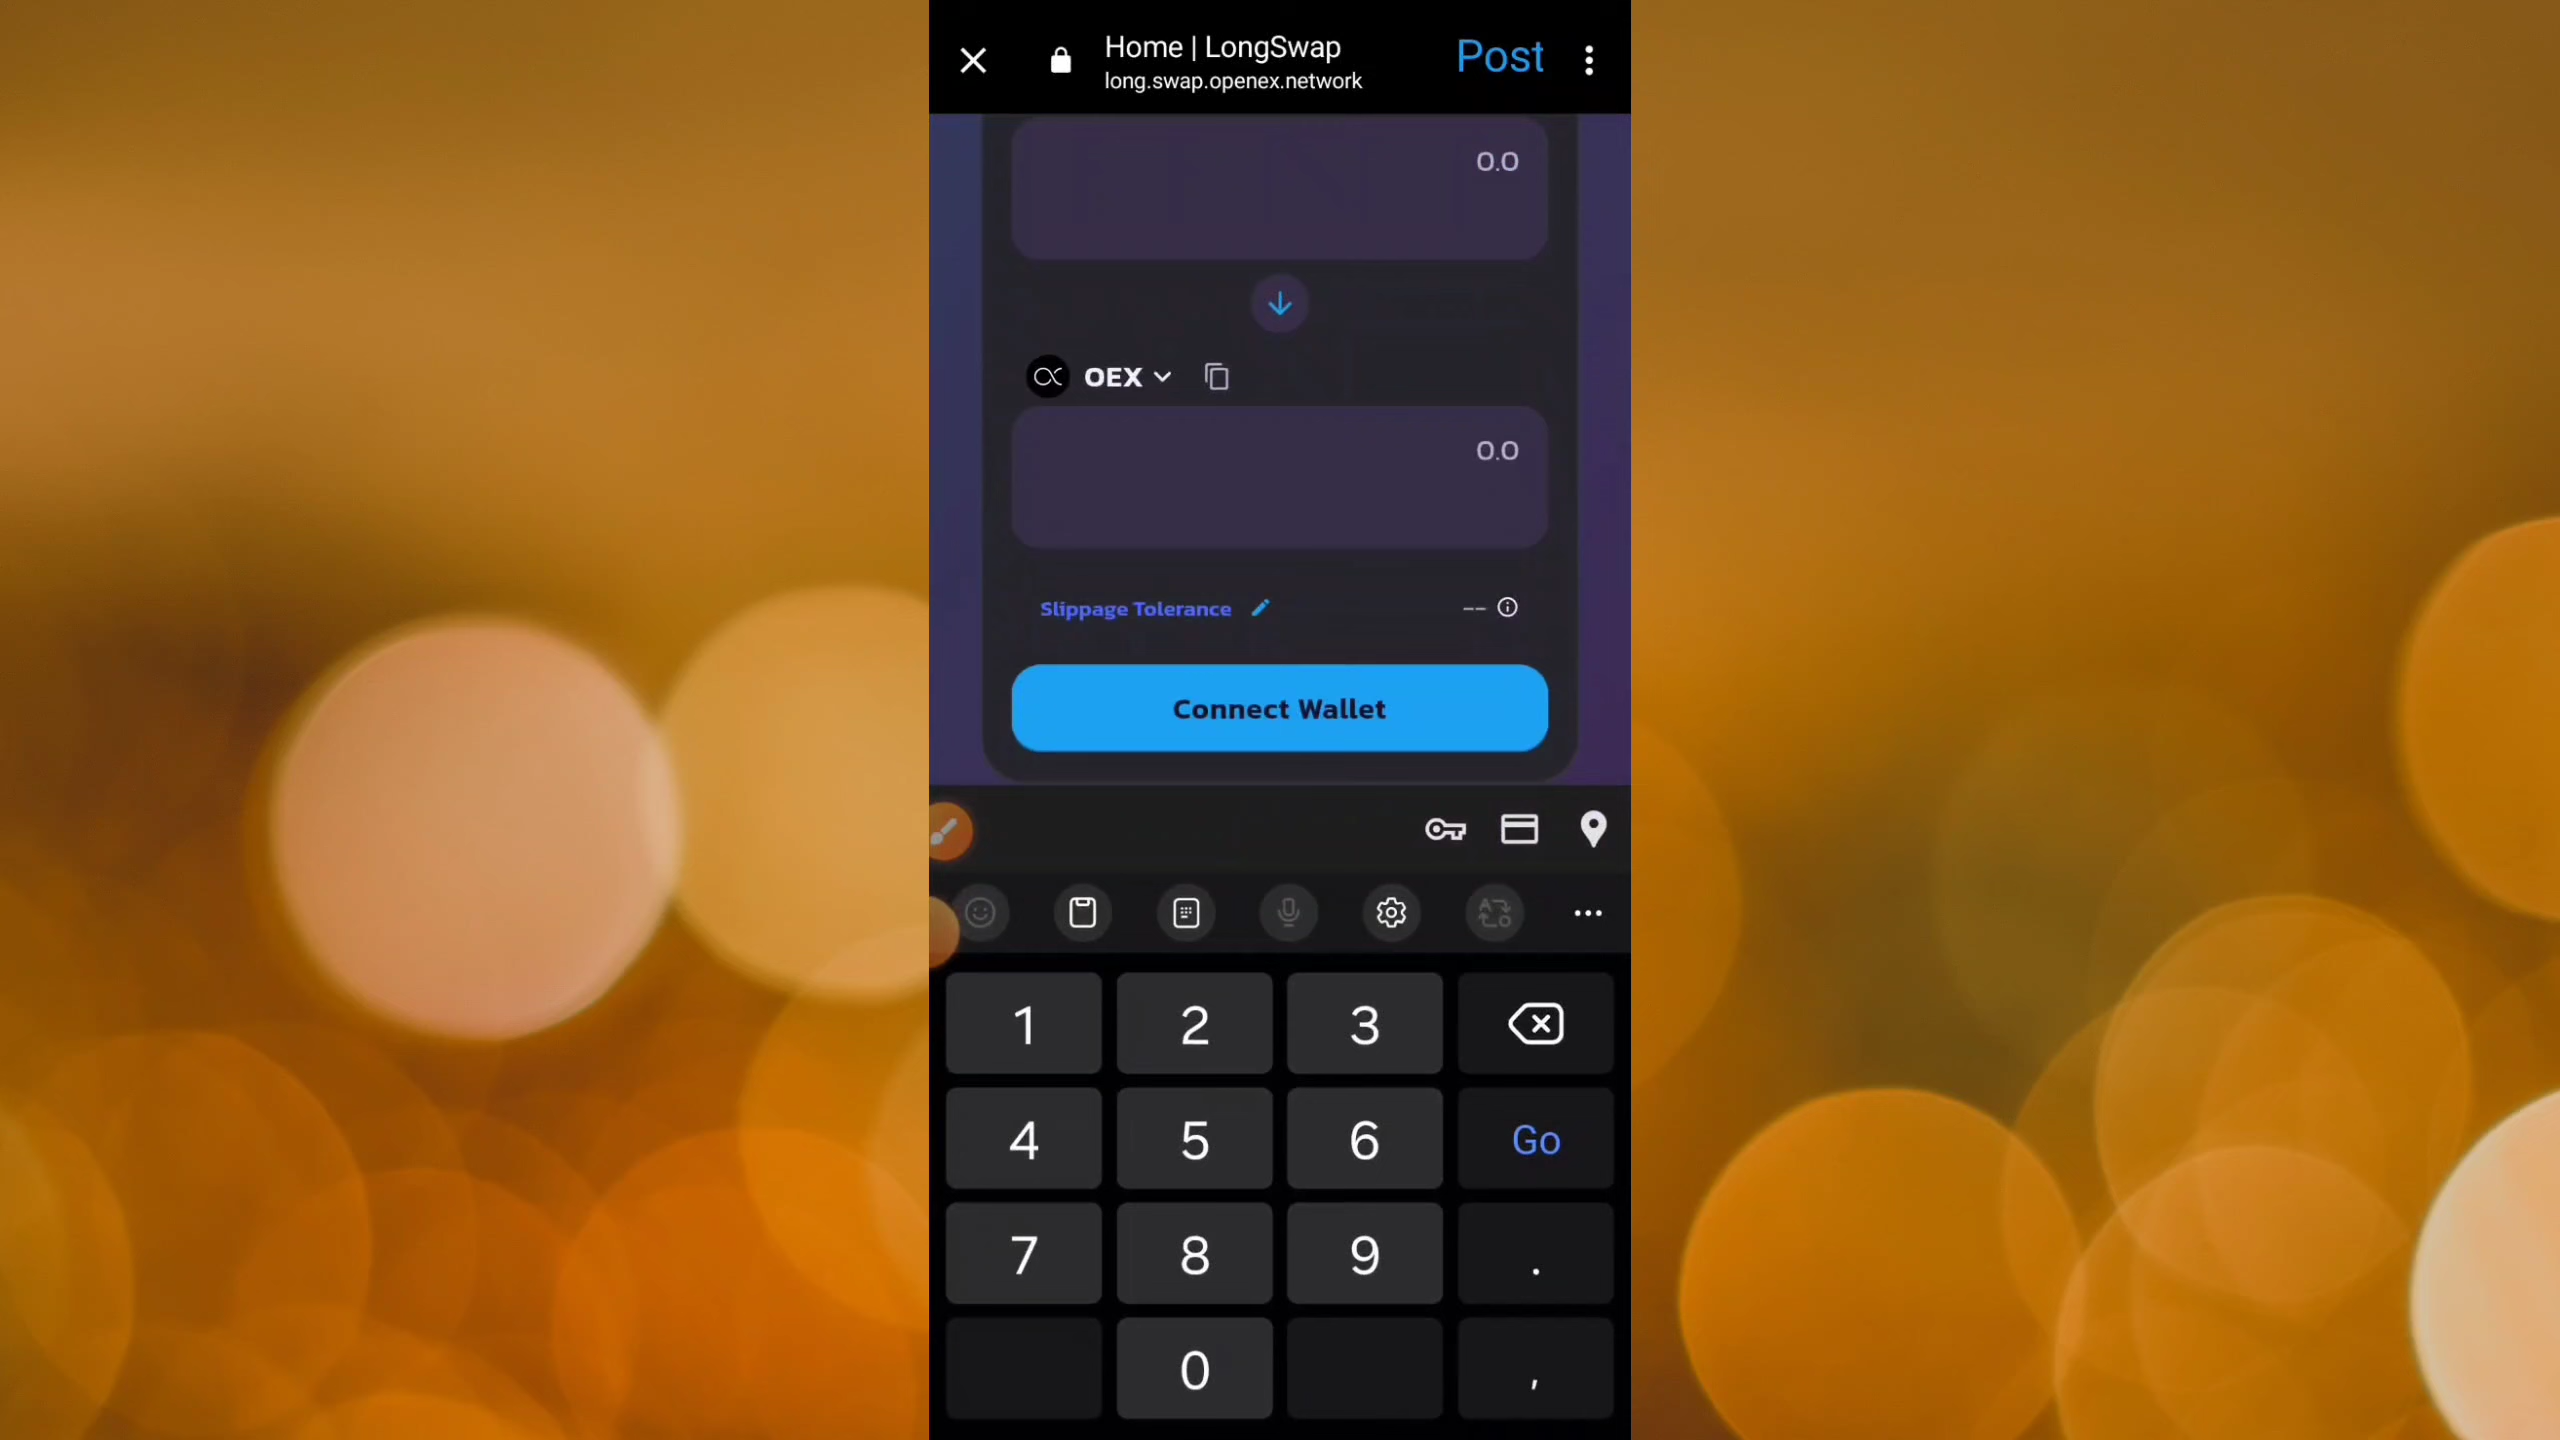 Home | LongSwap
Post
long.swap.openex.network
0.0
OEX
0.0
Slippage Tolerance
--
Connect Wallet
1 2 3
4 5 6 Go
7 8 9 .
0 ,